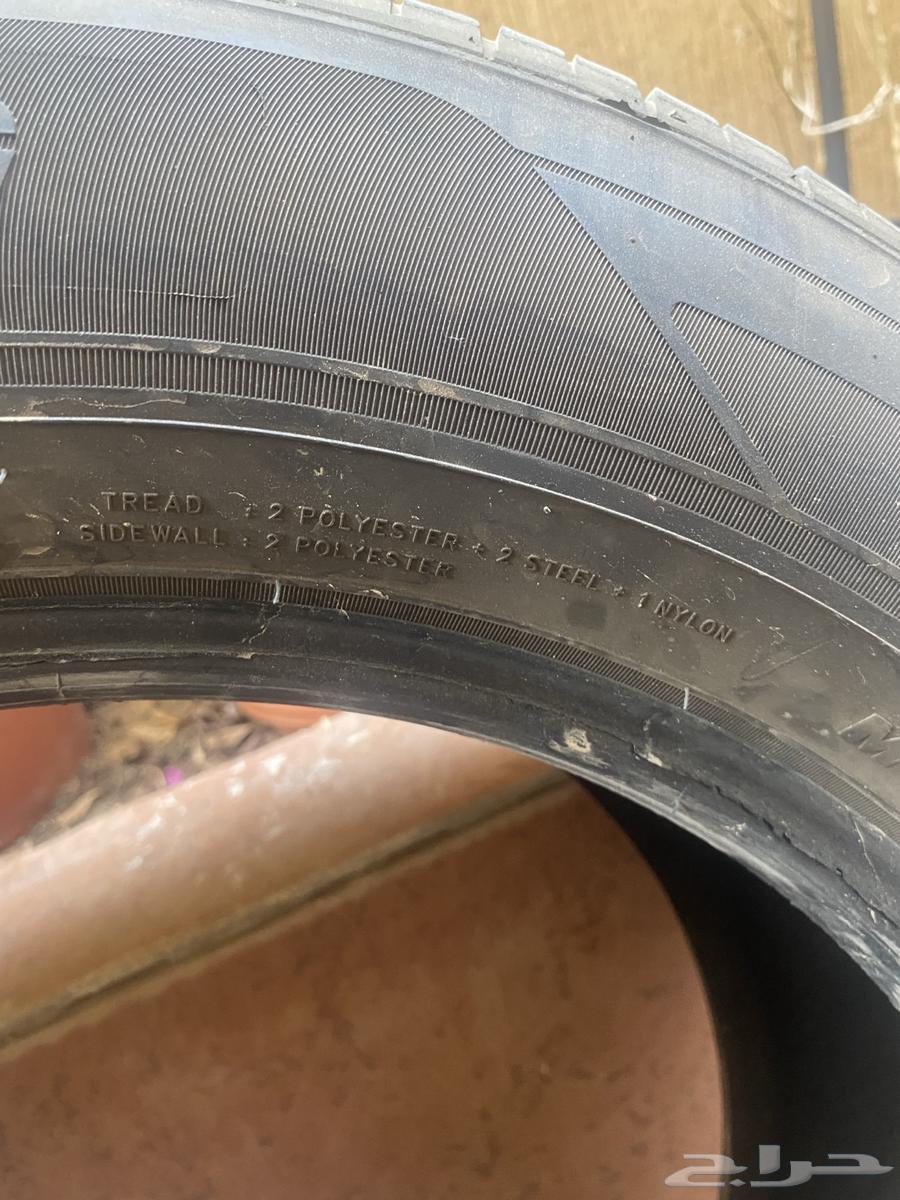 TREAD : 2 POLYESTER + 2 STEEL + 1 NYLON
SIDEWALL : 2 POLYESTER
حراج